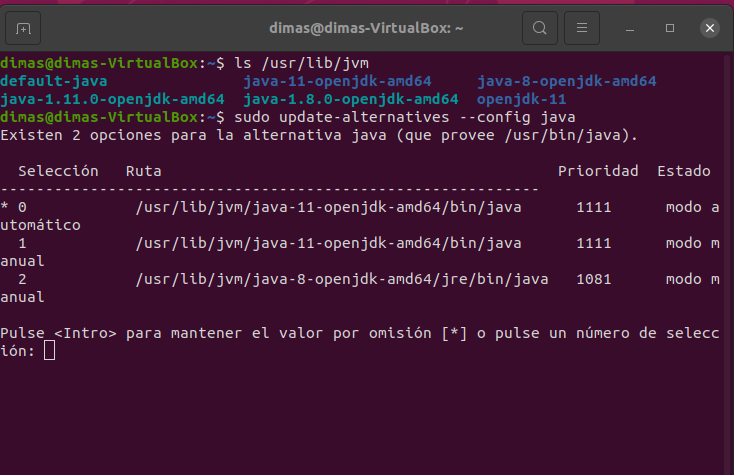 dimas@dimas-VirtualBox: ~
dimas@dimas-VirtualBox:~$ ls /usr/lib/jvm
default-java               java-11-openjdk-amd64     java-8-openjdk-amd64
java-1.11.0-openjdk-amd64  java-1.8.0-openjdk-amd64  openjdk-11
dimas@dimas-VirtualBox:~$ sudo update-alternatives --config java
Existen 2 opciones para la alternativa java (que provee /usr/bin/java).
  Selección   Ruta                                            Prioridad  Estado
------------------------------------------------------------
* 0            /usr/lib/jvm/java-11-openjdk-amd64/bin/java      1111      modo a
utomático
  1            /usr/lib/jvm/java-11-openjdk-amd64/bin/java      1111      modo m
anual
  2            /usr/lib/jvm/java-8-openjdk-amd64/jre/bin/java   1081      modo m
anual
Pulse <Intro> para mantener el valor por omisión [*] o pulse un número de selecc
ión: